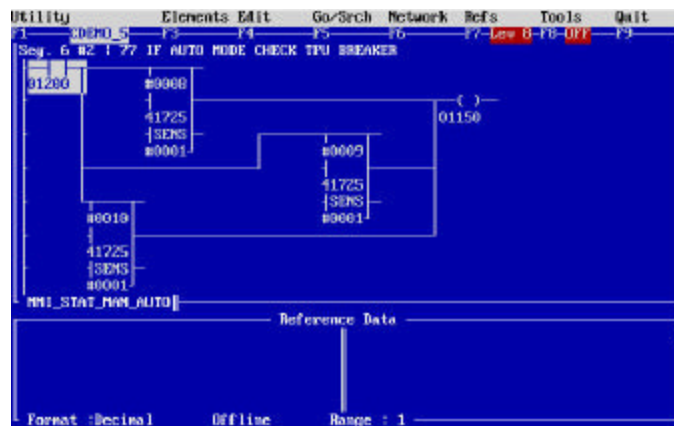 Utility Elements Edit Go/Srch Network Refs Tools Quit
F1 CDEMO_5 F3 F4 F5 F6 F7-Lev 8-F8-OFF F9
Seg. 6 #2 : 77 IF AUTO MODE CHECK TPU BREAKER
01200 #0008
41725 ( )
SENS 01150
#0001 #0009
41725
SENS
#0010 #0001
41725
SENS
#0001
MMI_STAT_MAN_AUTO
Reference Data
Format :Decimal Offline Range : 1